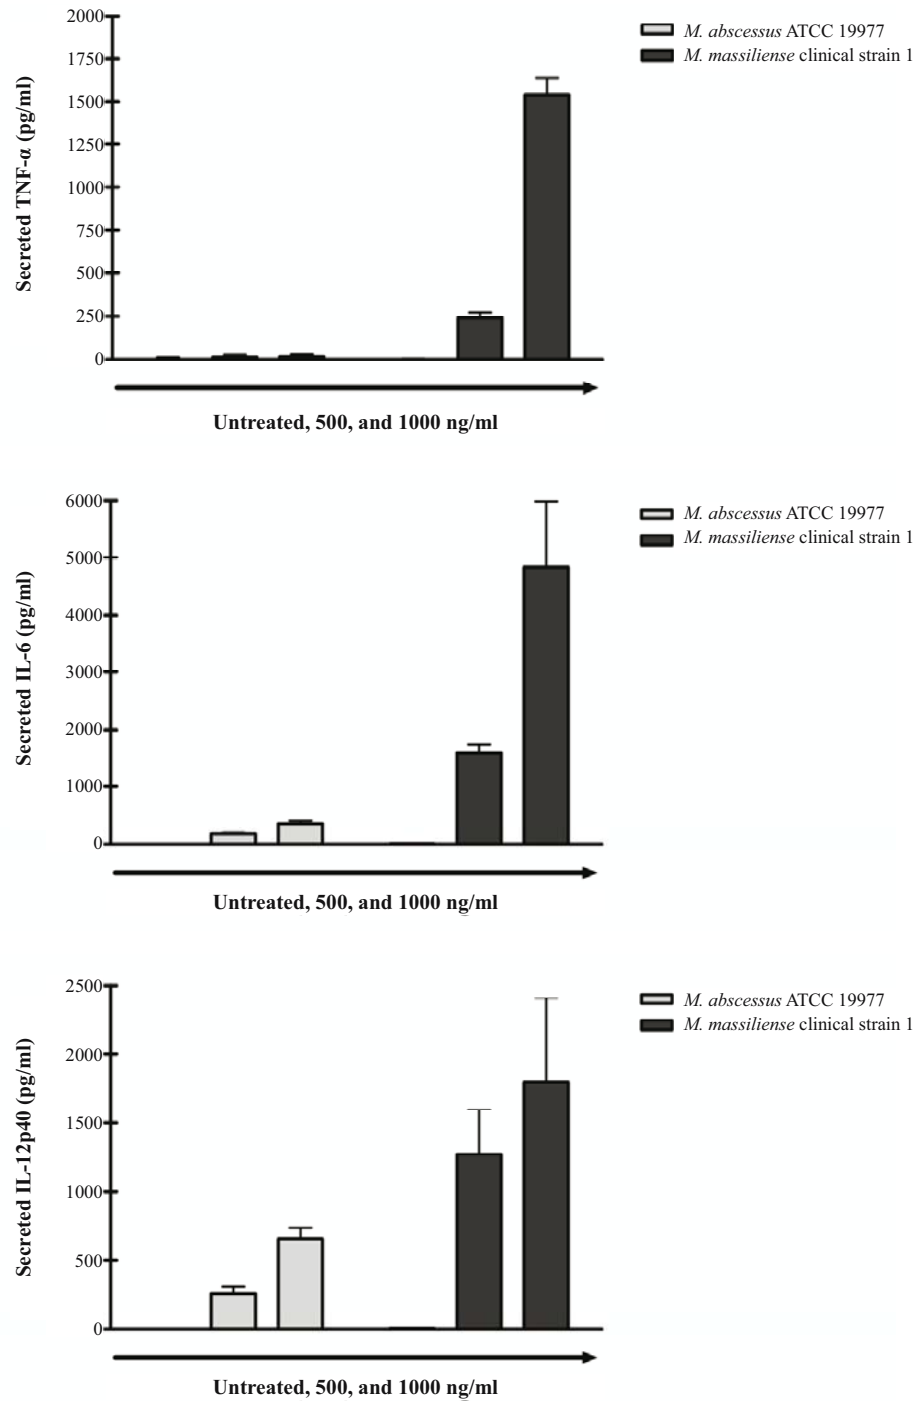 2000
1750
1500
1250
1000
750
500
250
0
Secreted TNF-α (pg/ml)
M. abscessus ATCC 19977
M. massiliense clinical strain 1
Untreated, 500, and 1000 ng/ml
6000
5000
4000
3000
2000
1000
0
Secreted IL-6 (pg/ml)
M. abscessus ATCC 19977
M. massiliense clinical strain 1
Untreated, 500, and 1000 ng/ml
2500
2000
1500
1000
500
0
Secreted IL-12p40 (pg/ml)
M. abscessus ATCC 19977
M. massiliense clinical strain 1
Untreated, 500, and 1000 ng/ml